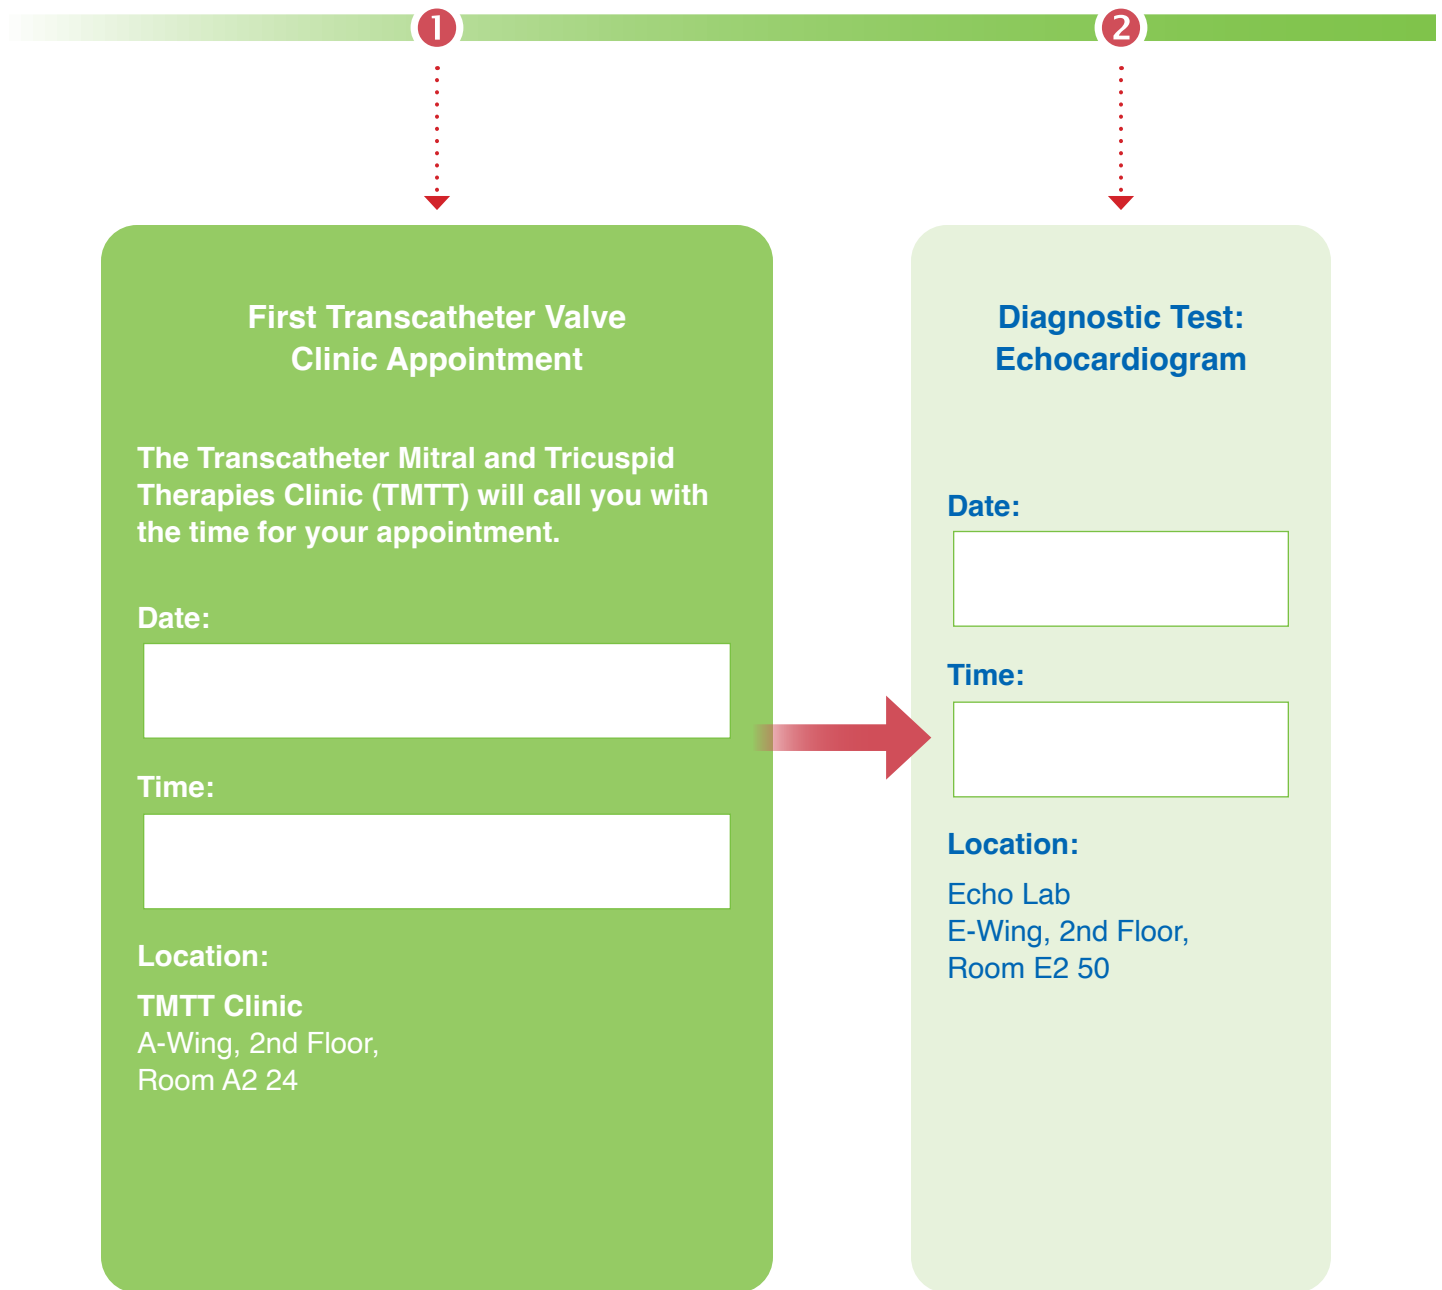 1
2
First Transcatheter Valve
Clinic Appointment
The Transcatheter Mitral and Tricuspid
Therapies Clinic (TMTT) will call you with
the time for your appointment.
Date:
Time:
Location:
TMTT Clinic
A-Wing, 2nd Floor,
Room A2 24
Diagnostic Test:
Echocardiogram
Date:
Time:
Location:
Echo Lab
E-Wing, 2nd Floor,
Room E2 50